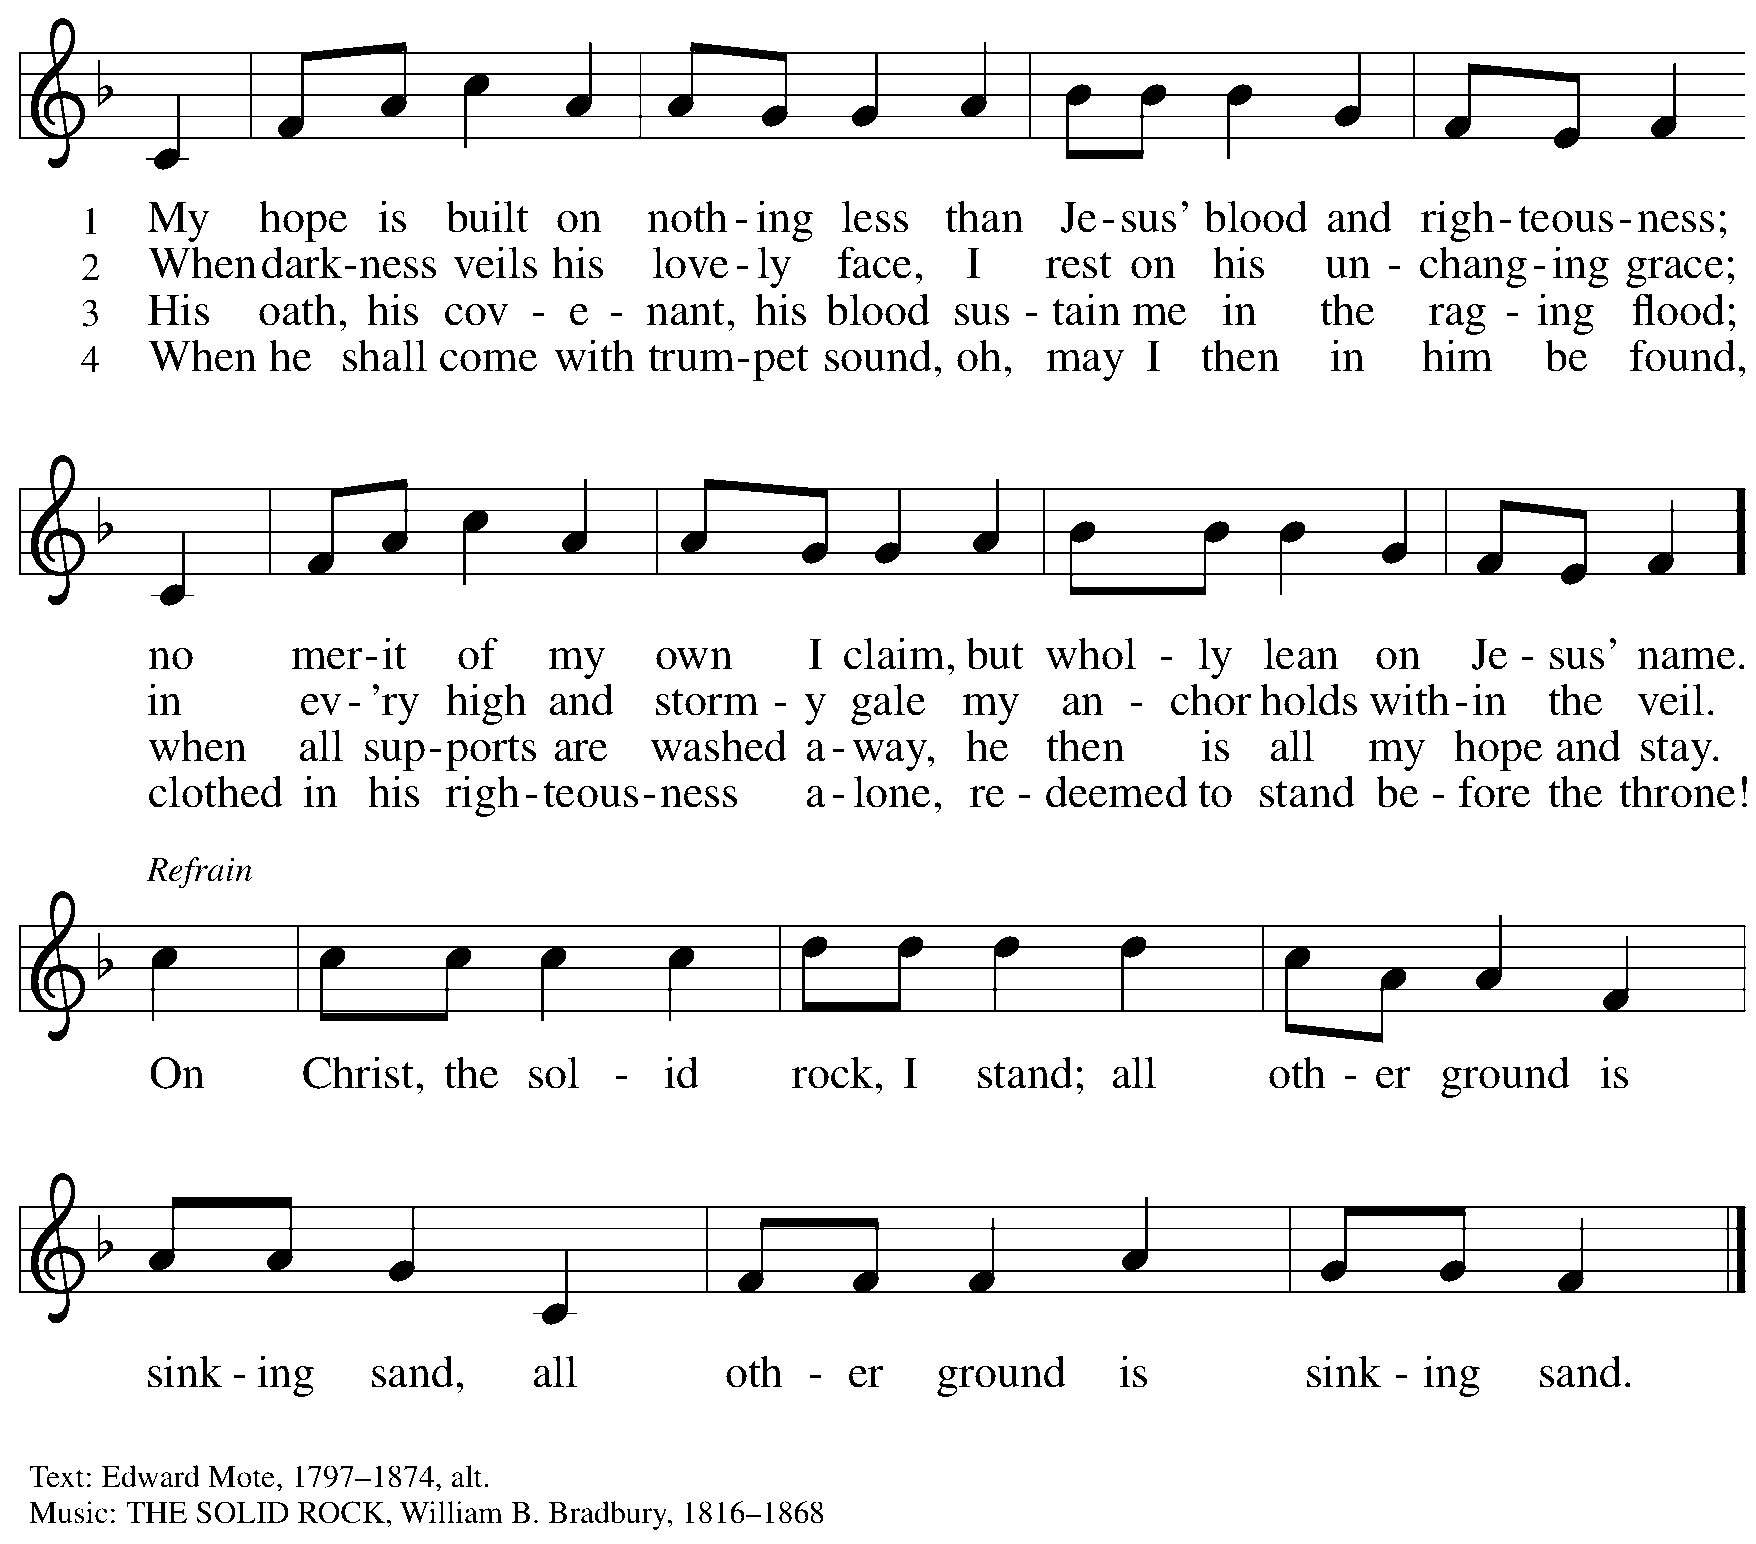 1 My hope is built on noth - ing less than Je - sus' blood and righ - teous - ness;
2 When dark - ness veils his love - ly face, I rest on his un - chang - ing grace;
3 His oath, his cov - e - nant, his blood sus - tain me in the rag - ing flood;
4 When he shall come with trum - pet sound, oh, may I then in him be found,
no mer - it of my own I claim, but whol - ly lean on Je - sus' name.
in ev - 'ry high and storm - y gale my an - chor holds with - in the veil.
when all sup - ports are washed a - way, he then is all my hope and stay.
clothed in his righ - teous - ness a - lone, re - deemed to stand be - fore the throne!
Refrain
On Christ, the sol - id rock, I stand; all oth - er ground is
sink - ing sand, all oth - er ground is sink - ing sand.
Text: Edward Mote, 1797–1874, alt.
Music: THE SOLID ROCK, William B. Bradbury, 1816–1868